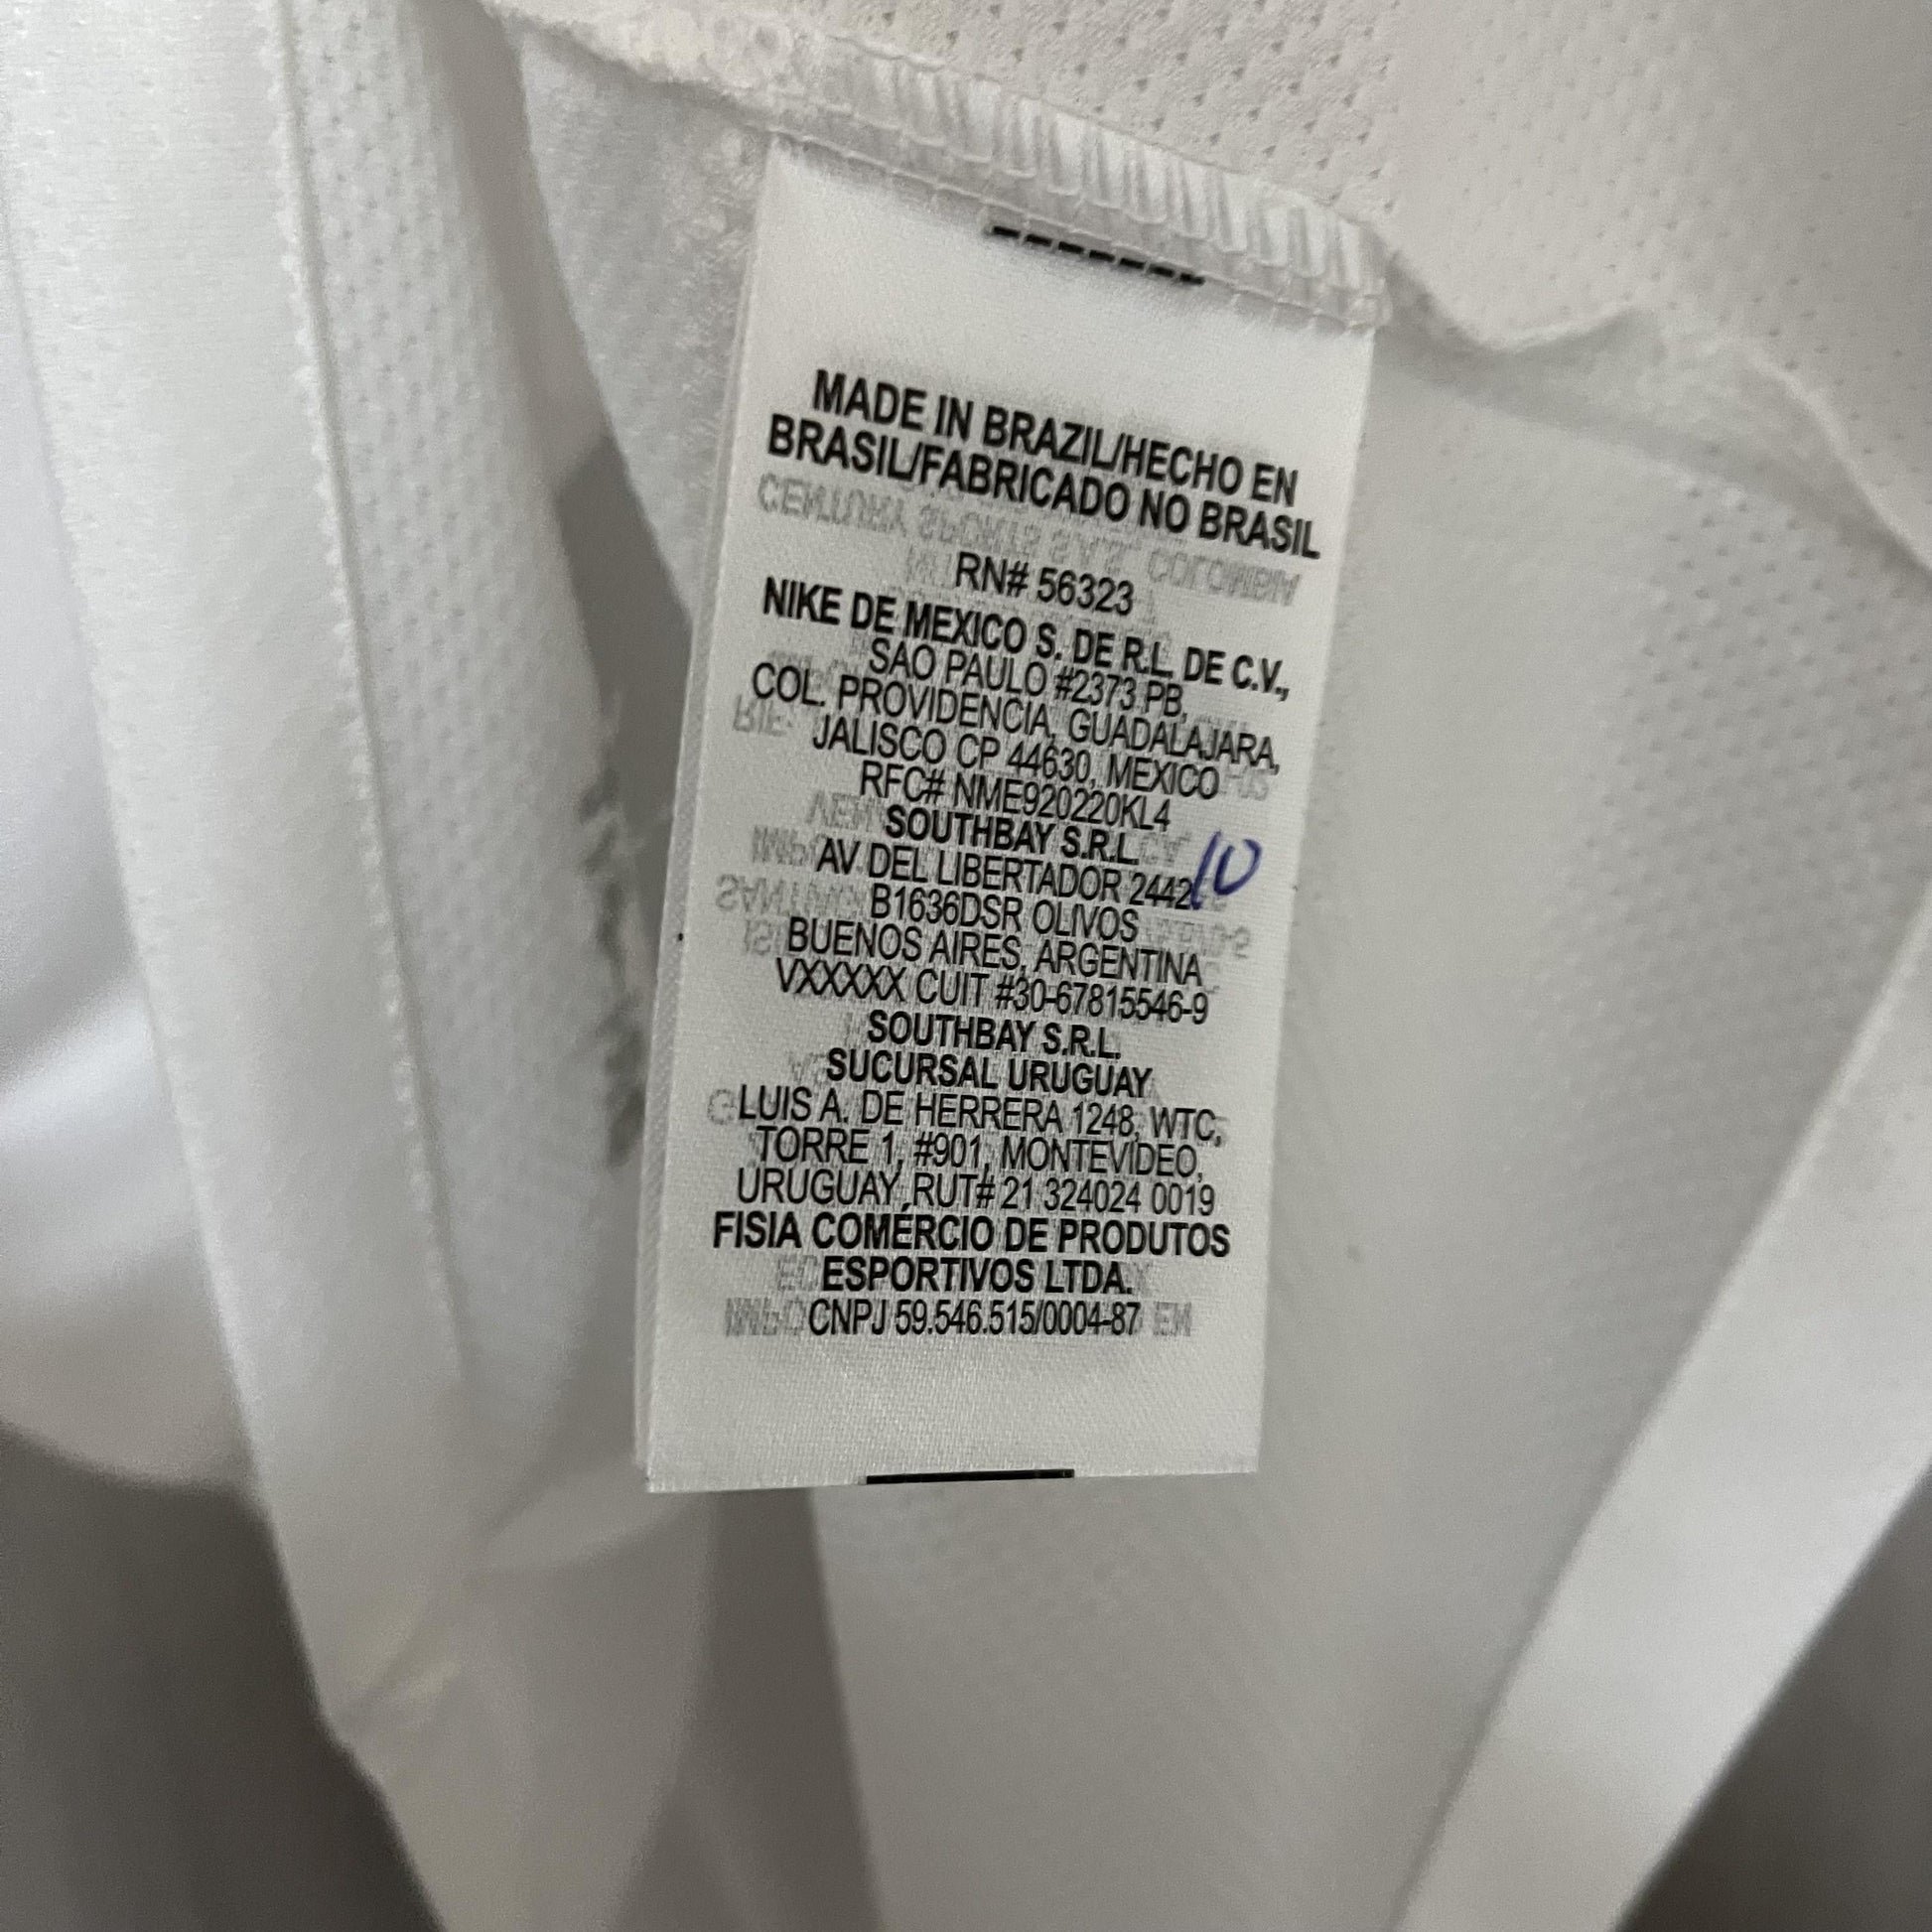 MADE IN BRAZIL/HECHO EN
BRASIL/FABRICADO NO BRASIL
CENTURY SPORTS S.A.S., COLOMBIA
RN# 56323
NIKE DE MEXICO S. DE R.L. DE C.V.,
SAO PAULO #2373 PB,
COL. PROVIDENCIA, GUADALAJARA,
JALISCO CP 44630, MEXICO
RFC# NME920220KL4
SOUTHBAY S.R.L.
AV DEL LIBERTADOR 2442
10
B1636DSR OLIVOS
BUENOS AIRES, ARGENTINA
VXXXXX CUIT #30-67815546-9
SOUTHBAY S.R.L.
SUCURSAL URUGUAY
LUIS A. DE HERRERA 1248, WTC,
TORRE 1, #901, MONTEVIDEO,
URUGUAY, RUT# 21 324024 0019
FISIA COMÉRCIO DE PRODUTOS
ESPORTIVOS LTDA.
CNPJ 59.546.515/0004-87